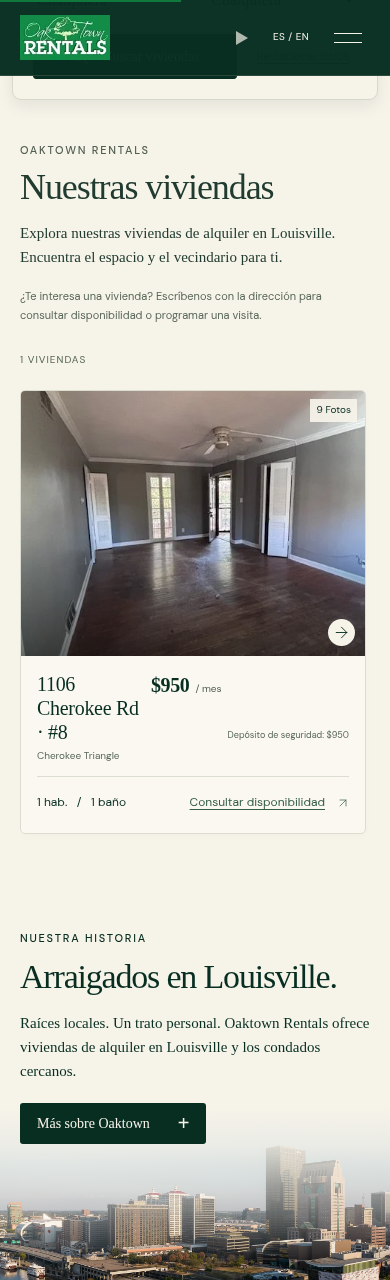 Oak Town
RENTALS
ES / EN
OAKTOWN RENTALS
Nuestras viviendas
Explora nuestras viviendas de alquiler en Louisville.
Encuentra el espacio y el vecindario para ti.
¿Te interesa una vivienda? Escríbenos con la dirección para
consultar disponibilidad o programar una visita.
1 VIVIENDAS
9 Fotos
1106
Cherokee Rd
· #8
$950 / mes
Depósito de seguridad: $950
Cherokee Triangle
1 hab. / 1 baño
Consultar disponibilidad
NUESTRA HISTORIA
Arraigados en Louisville.
Raíces locales. Un trato personal. Oaktown Rentals ofrece
viviendas de alquiler en Louisville y los condados
cercanos.
Más sobre Oaktown +